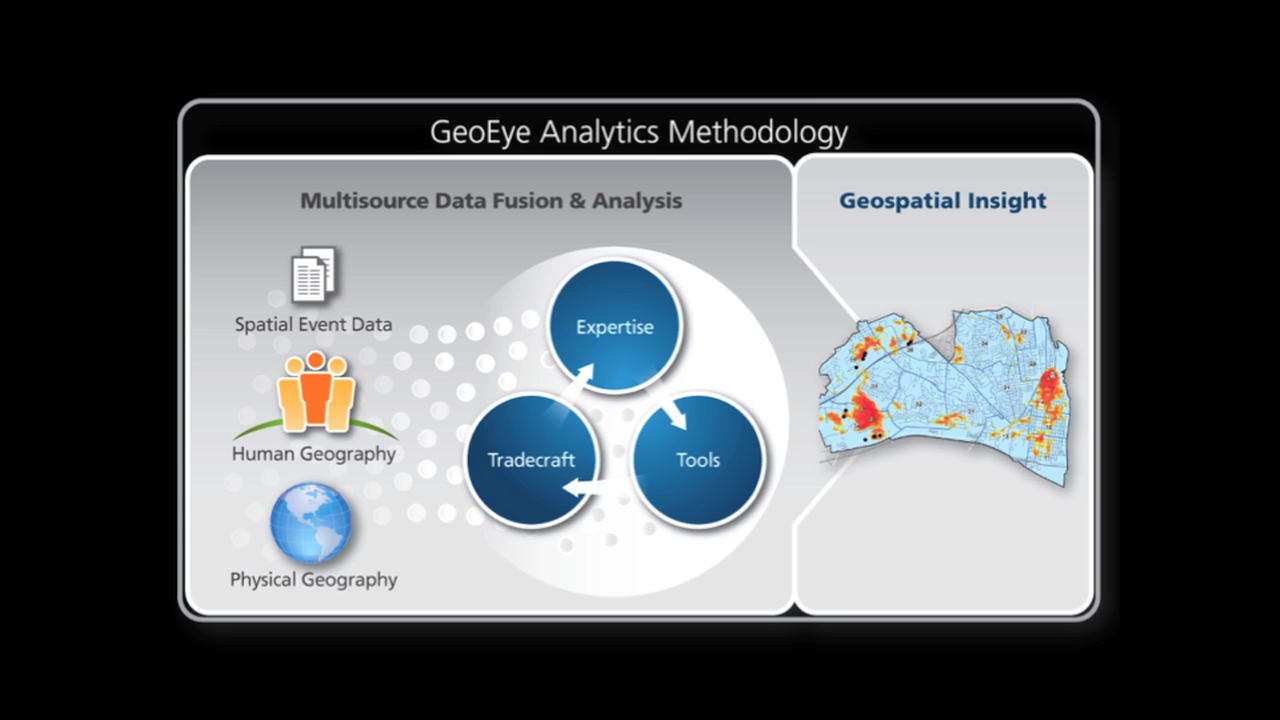 GeoEye Analytics Methodology
Multisource Data Fusion & Analysis
Geospatial Insight
Spatial Event Data
Human Geography
Physical Geography
Expertise
Tradecraft
Tools